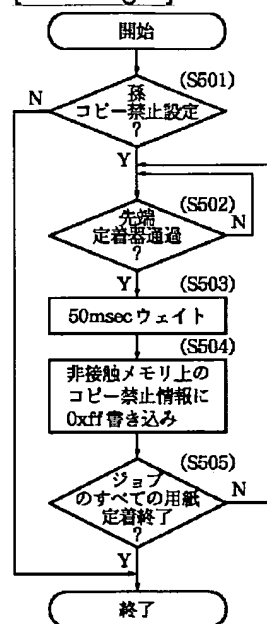 開始
(S501)
N
孫
コピー禁止設定
?
Y
(S502)
先端
定着器通過
?
N
Y
(S503)
50msecウェイト
(S504)
非接触メモリ上の
コピー禁止情報に
0xff書き込み
(S505)
ジョブ
のすべての用紙
定着終了
?
N
Y
終了